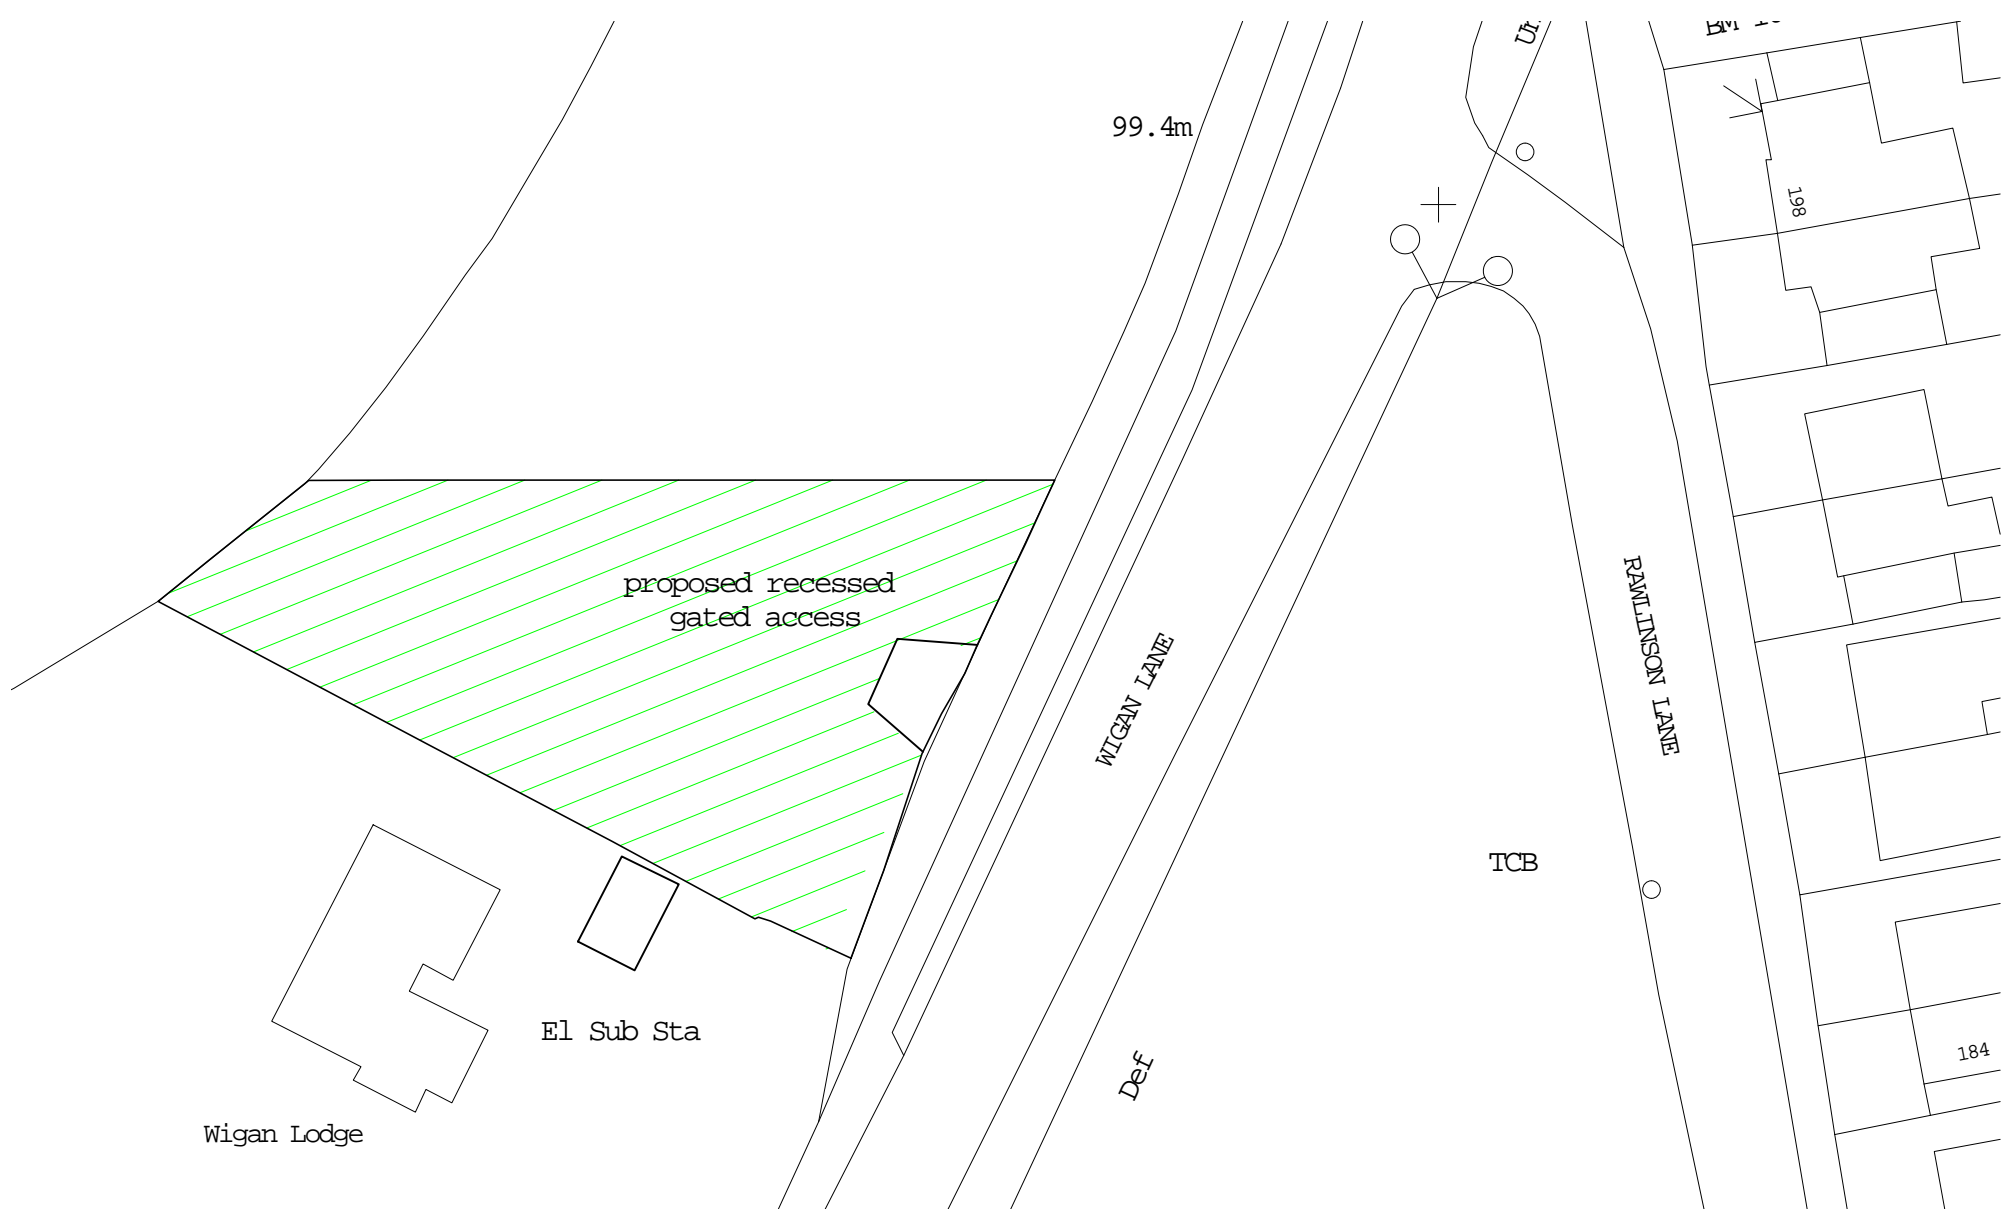 BM
99.4m
198
proposed recessed
gated access
WIGAN LANE
RAWLINSON LANE
TCB
El Sub Sta
Def
184
Wigan Lodge